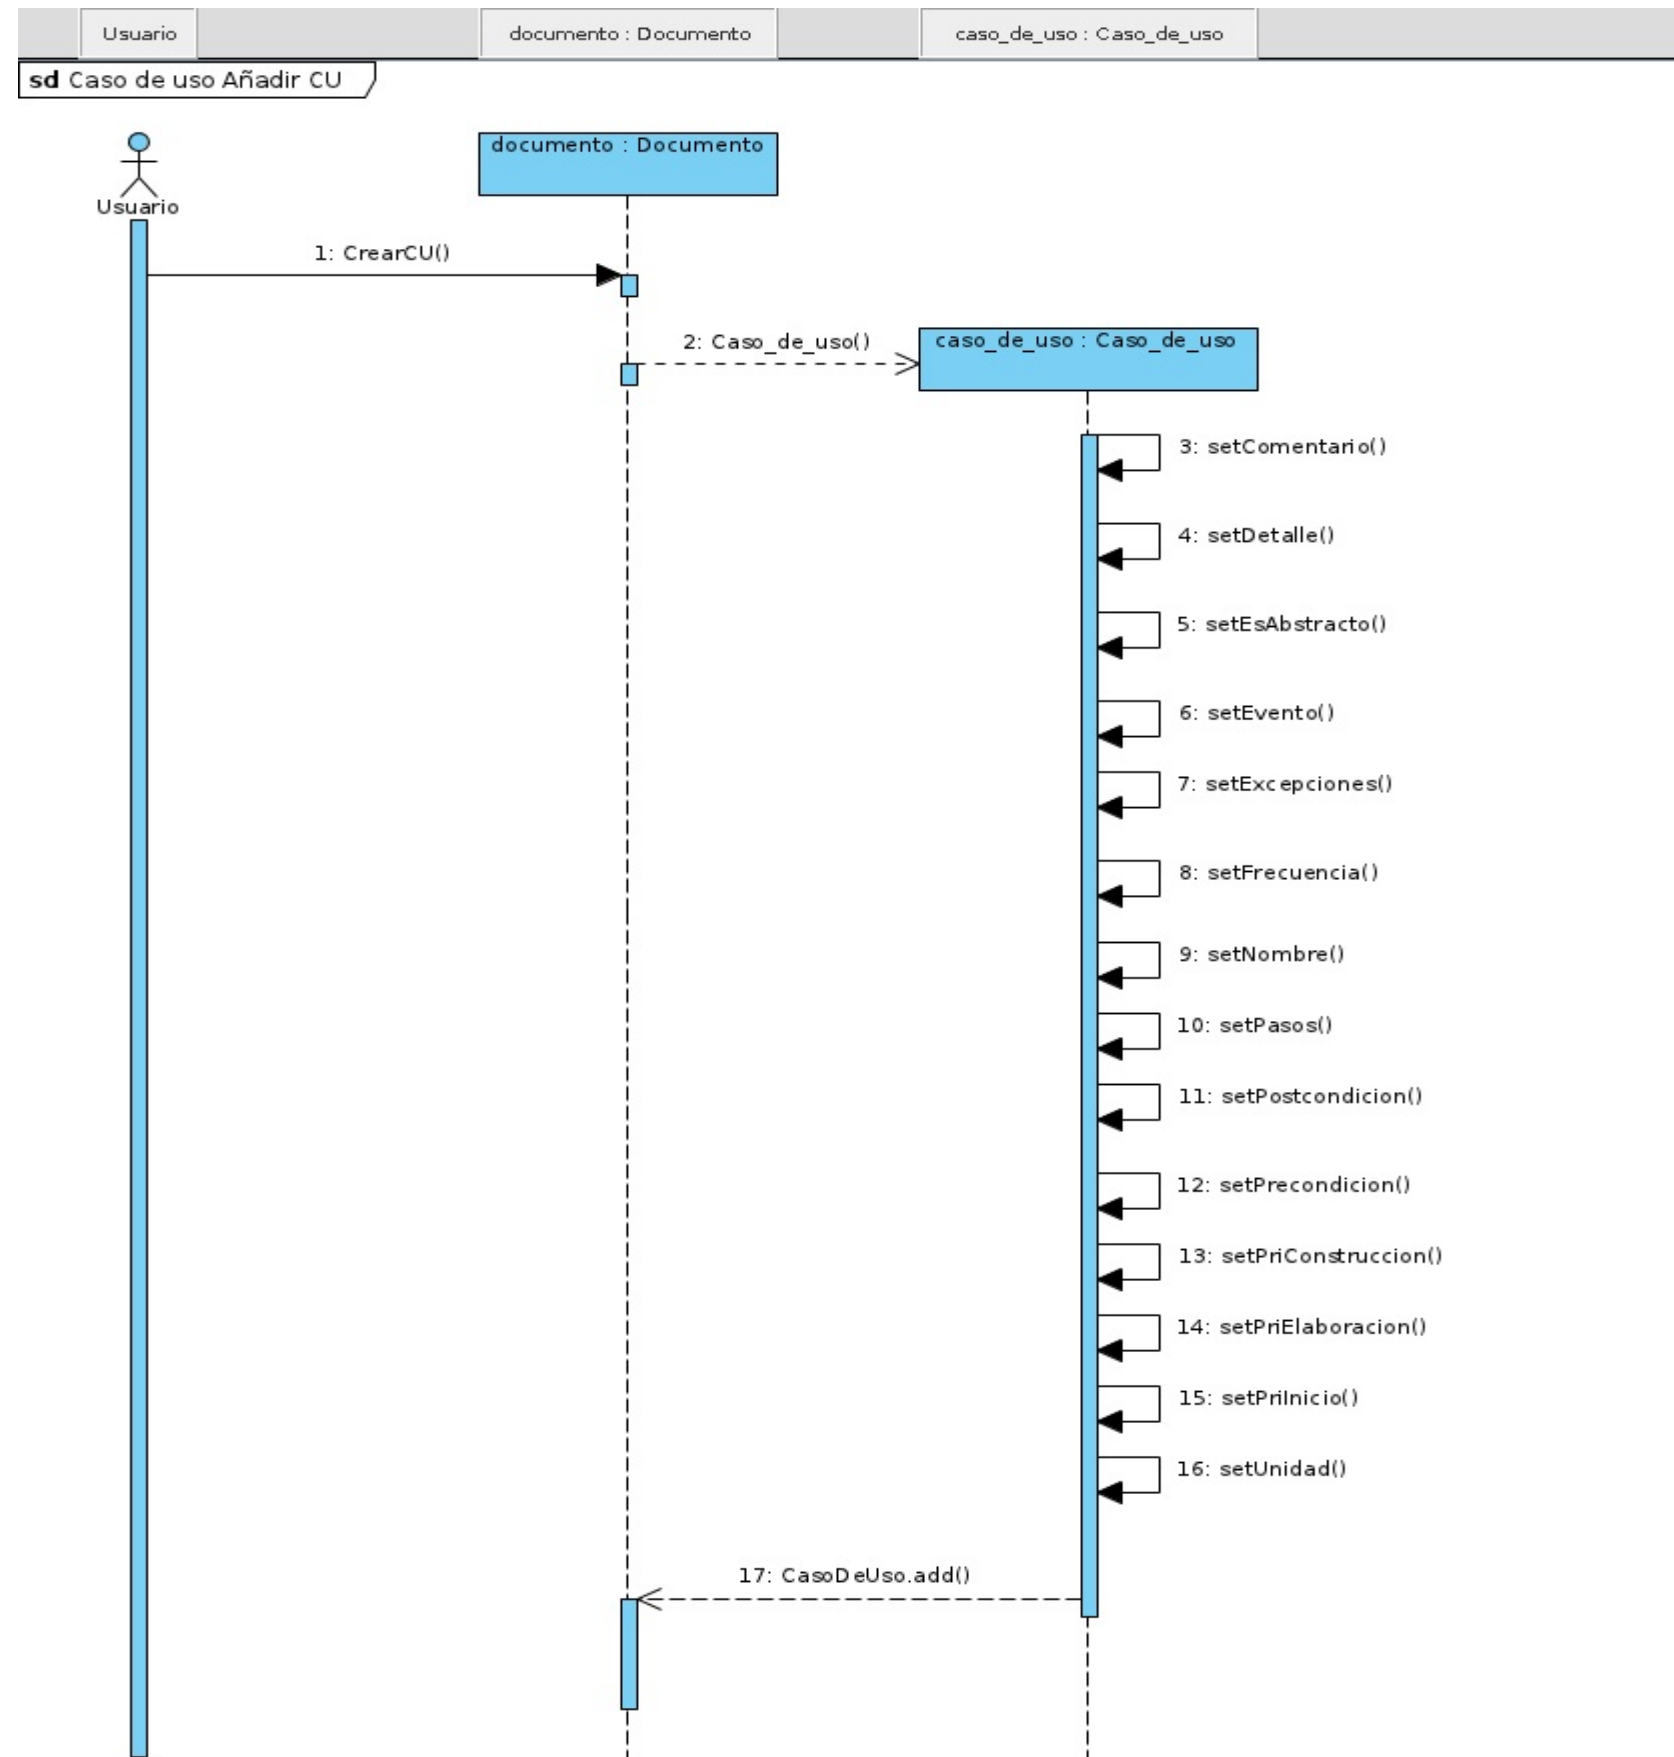 Usuario
documento : Documento
caso_de_uso : Caso_de_uso
sd Caso de uso Añadir CU
documento : Documento
Usuario
1: CrearCU()
2: Caso_de_uso()
caso_de_uso : Caso_de_uso
3: setComentario()
4: setDetalle()
5: setEsAbstracto()
6: setEvento()
7: setExcepciones()
8: setFrecuencia()
9: setNombre()
10: setPasos()
11: setPostcondicion()
12: setPrecondicion()
13: setPriConstruccion()
14: setPriElaboracion()
15: setPriInicio()
16: setUnidad()
17: CasoDeUso.add()